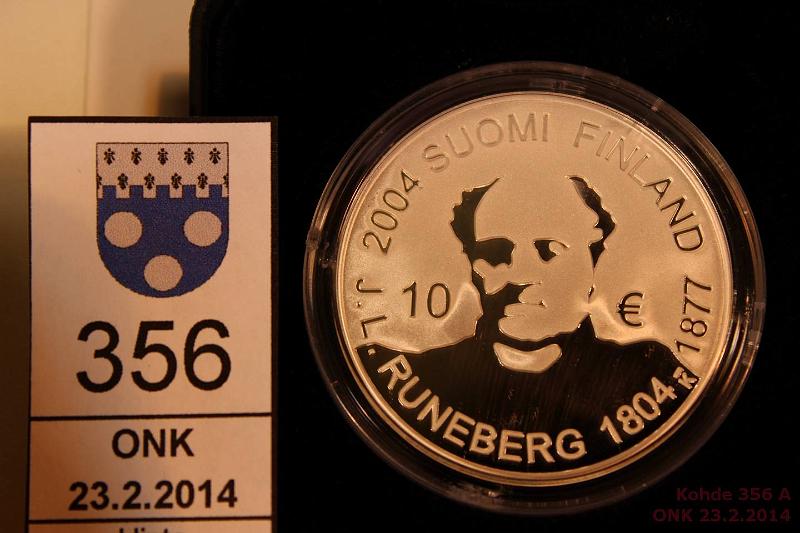 356
ONK
23.2.2014
2004 SUOMI FINLAND
10 €
J. L. RUNEBERG 1804 1877
Kohde 356 A
ONK 23.2.2014